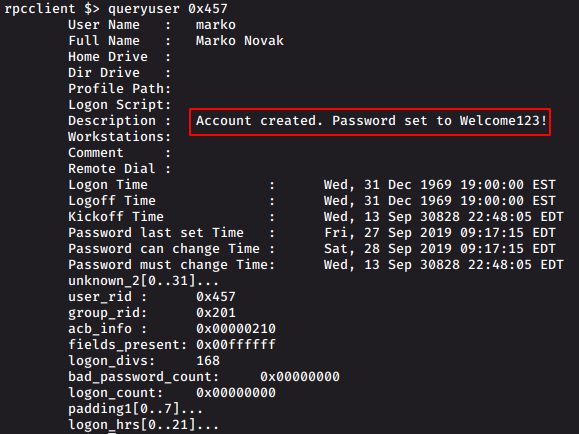 rpcclient $> queryuser 0x457
User Name : marko
Full Name : Marko Novak
Home Drive :
Dir Drive :
Profile Path:
Logon Script:
Description : Account created. Password set to Welcome123!
Workstations:
Comment :
Remote Dial :
Logon Time : Wed, 31 Dec 1969 19:00:00 EST
Logoff Time : Wed, 31 Dec 1969 19:00:00 EST
Kickoff Time : Wed, 13 Sep 30828 22:48:05 EDT
Password last set Time : Fri, 27 Sep 2019 09:17:15 EDT
Password can change Time : Sat, 28 Sep 2019 09:17:15 EDT
Password must change Time: Wed, 13 Sep 30828 22:48:05 EDT
unknown_2[0..31]...
user_rid : 0x457
group_rid: 0x201
acb_info : 0x00000210
fields_present: 0x00ffffff
logon_divs: 168
bad_password_count: 0x00000000
logon_count: 0x00000000
padding1[0..7]...
logon_hrs[0..21]...